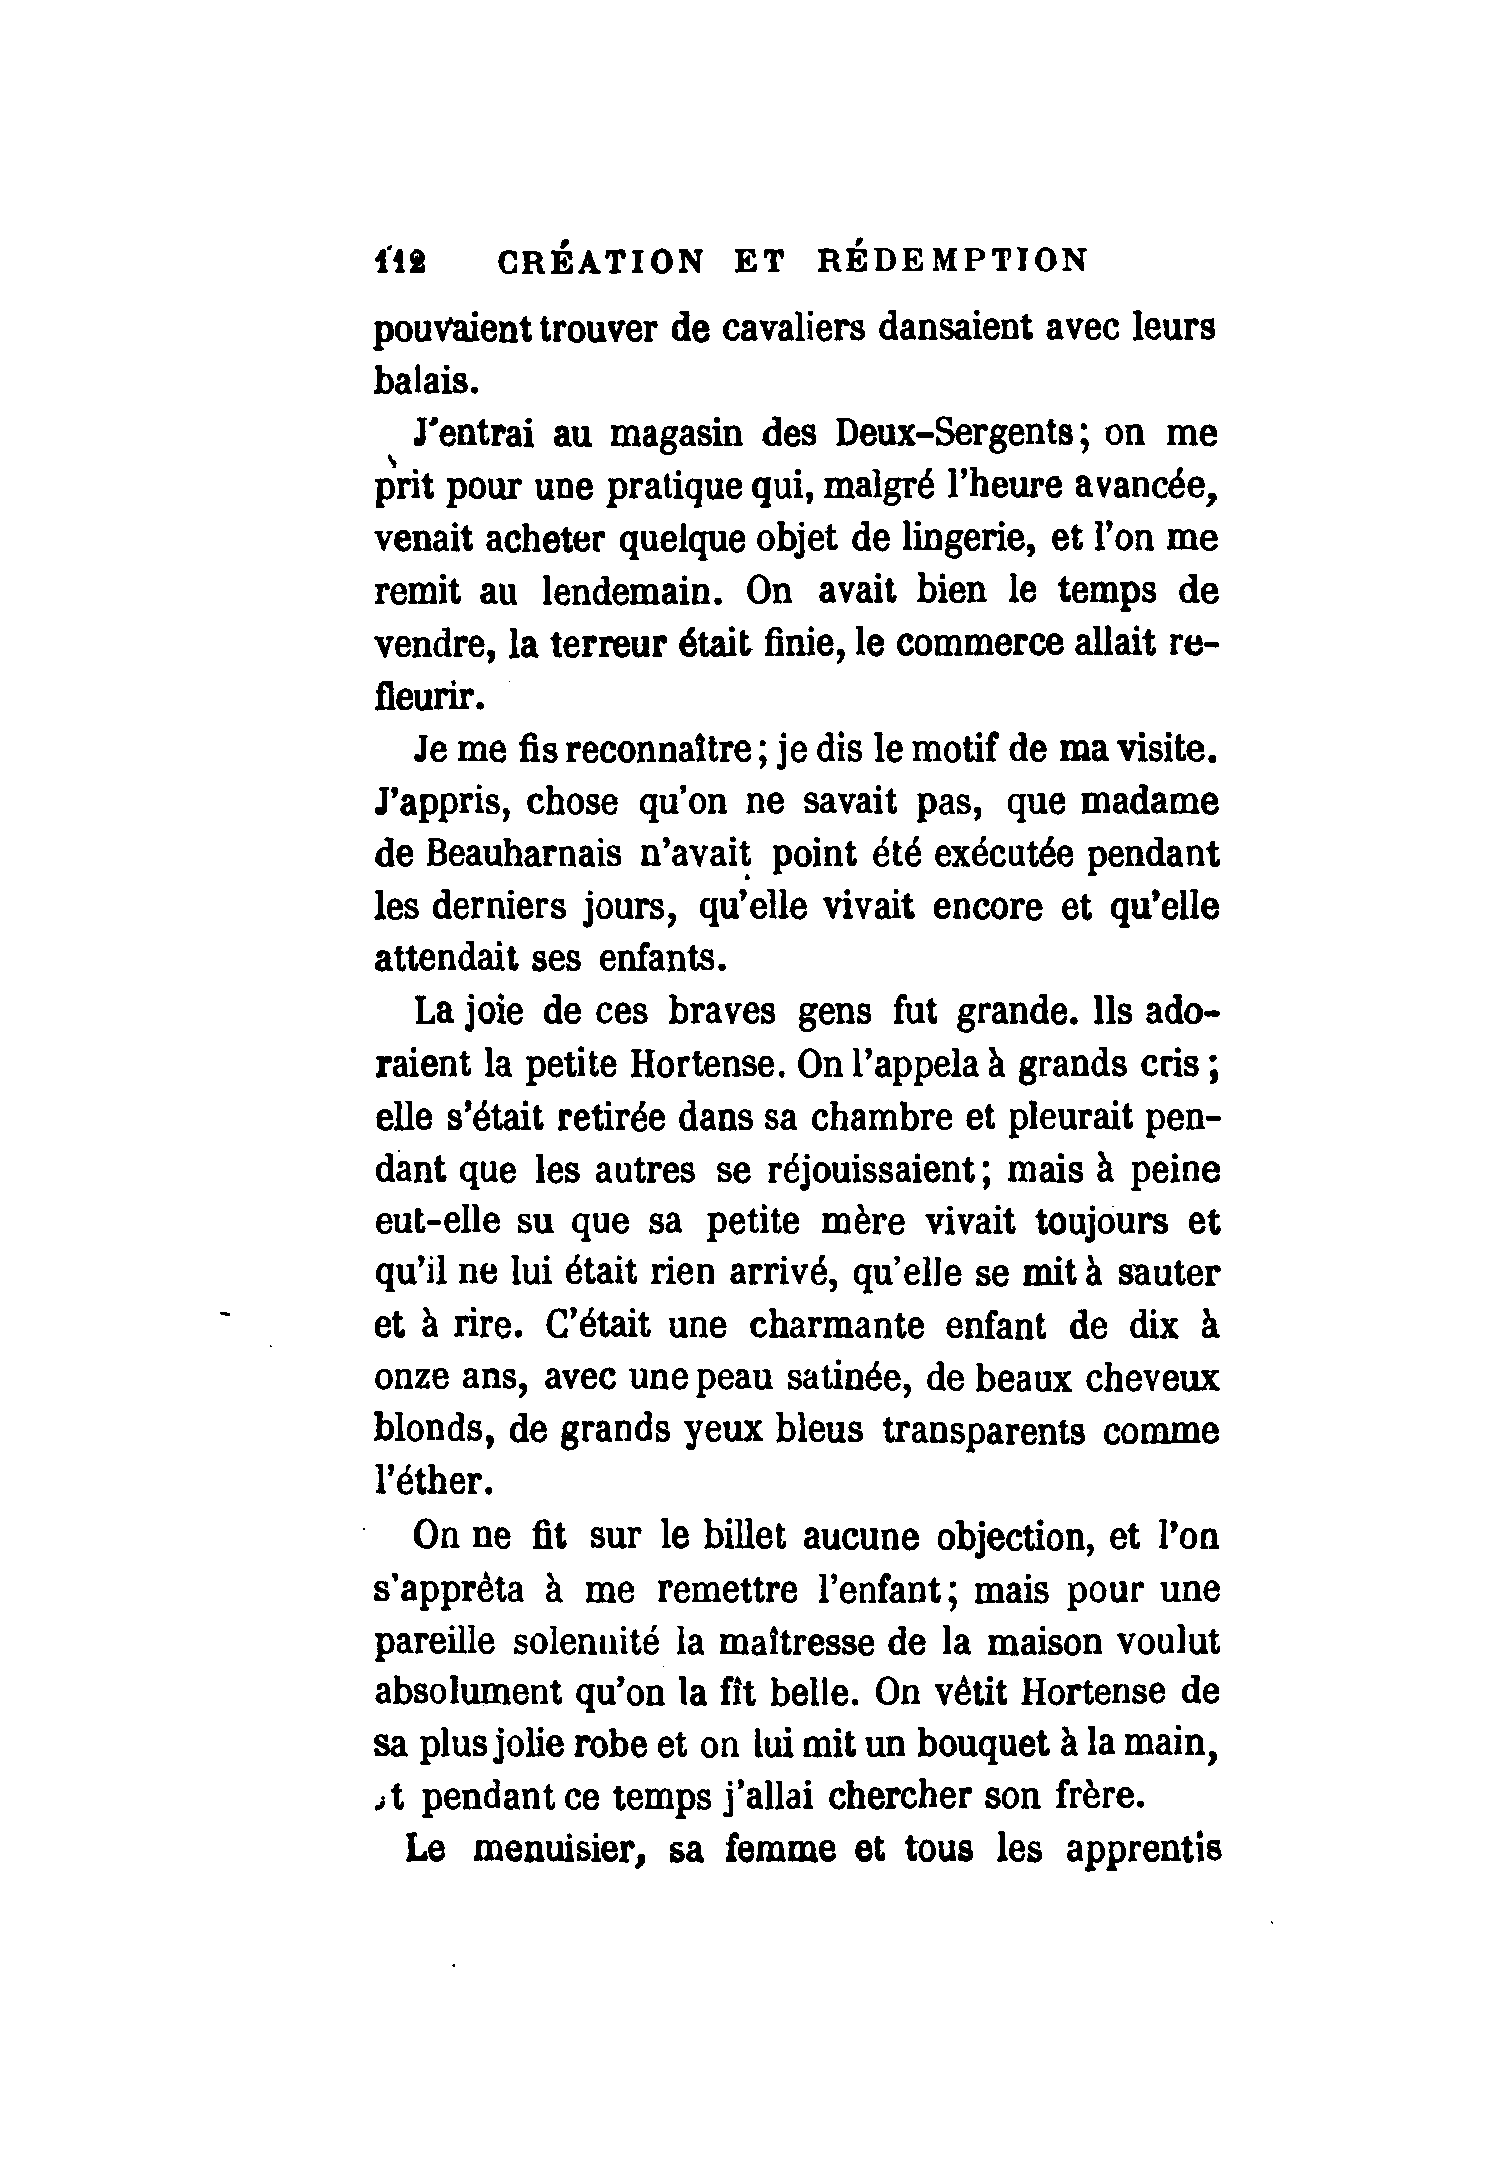 112 CRÉATION ET RÉDEMPTION
pouvaient trouver de cavaliers dansaient avec leurs
balais.
J'entrai au magasin des Deux-Sergents; on me
prit pour une pratique qui, malgré l'heure avancée,
venait acheter quelque objet de lingerie, et l'on me
remit au lendemain. On avait bien le temps de
vendre, la terreur était finie, le commerce allait re-
fleurir.
Je me fis reconnaître; je dis le motif de ma visite.
J'appris, chose qu'on ne savait pas, que madame
de Beauharnais n'avait point été exécutée pendant
les derniers jours, qu'elle vivait encore et qu'elle
attendait ses enfants.
La joie de ces braves gens fut grande. Ils ado-
raient la petite Hortense. On l'appela à grands cris;
elle s'était retirée dans sa chambre et pleurait pen-
dant que les autres se réjouissaient; mais à peine
eut-elle su que sa petite mère vivait toujours et
qu'il ne lui était rien arrivé, qu'elle se mit à sauter
et à rire. C'était une charmante enfant de dix à
onze ans, avec une peau satinée, de beaux cheveux
blonds, de grands yeux bleus transparents comme
l'éther.
On ne fit sur le billet aucune objection, et l'on
s'apprêta à me remettre l'enfant; mais pour une
pareille solennité la maîtresse de la maison voulut
absolument qu'on la fît belle. On vêtit Hortense de
sa plus jolie robe et on lui mit un bouquet à la main,
et pendant ce temps j'allai chercher son frère.
Le menuisier, sa femme et tous les apprentis